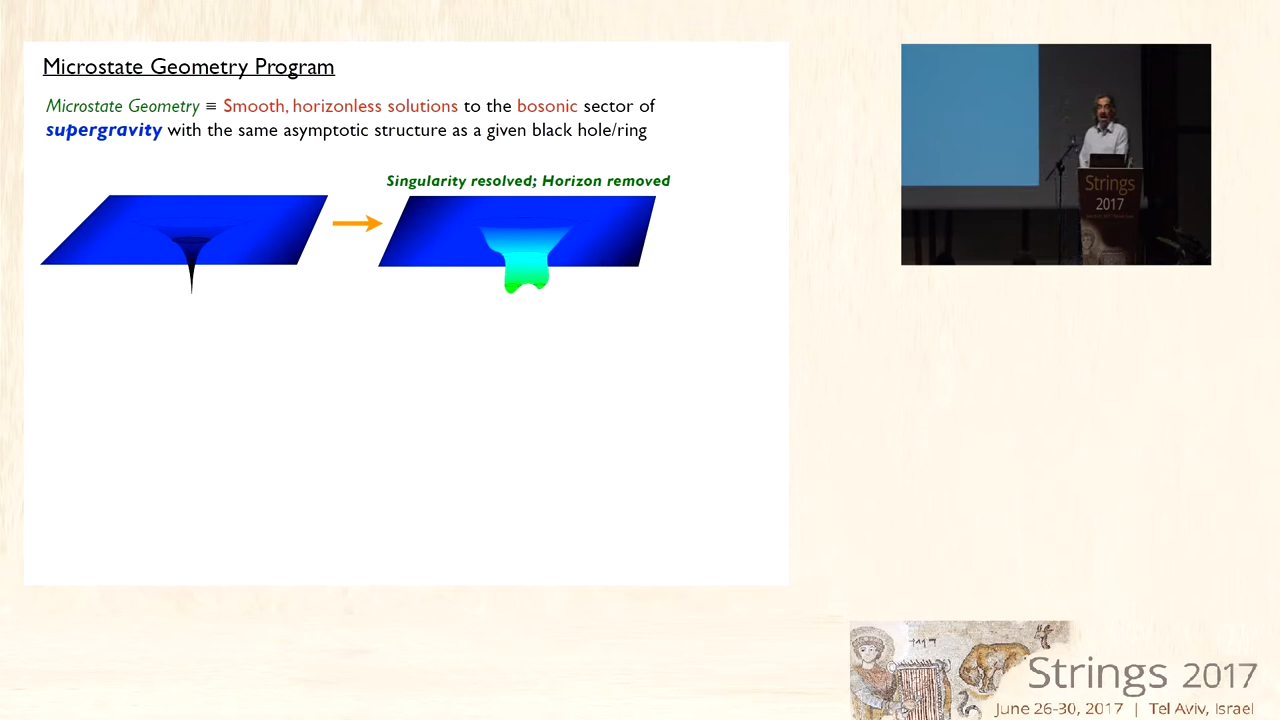 Microstate Geometry Program
Microstate Geometry ≡ Smooth, horizonless solutions to the bosonic sector of
supergravity with the same asymptotic structure as a given black hole/ring
Singularity resolved; Horizon removed
Strings
2017
Strings 2017
June 26-30, 2017 | Tel Aviv, Israel